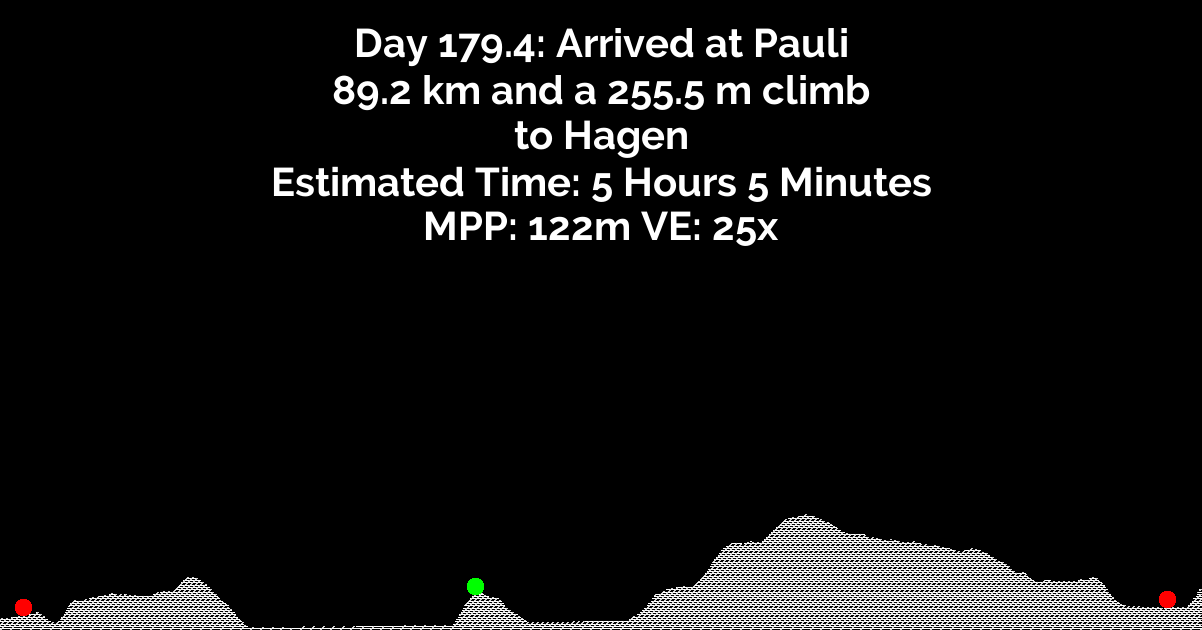 Day 179.4: Arrived at Pauli
89.2 km and a 255.5 m climb
to Hagen
Estimated Time: 5 Hours 5 Minutes
MPP: 122m VE: 25x